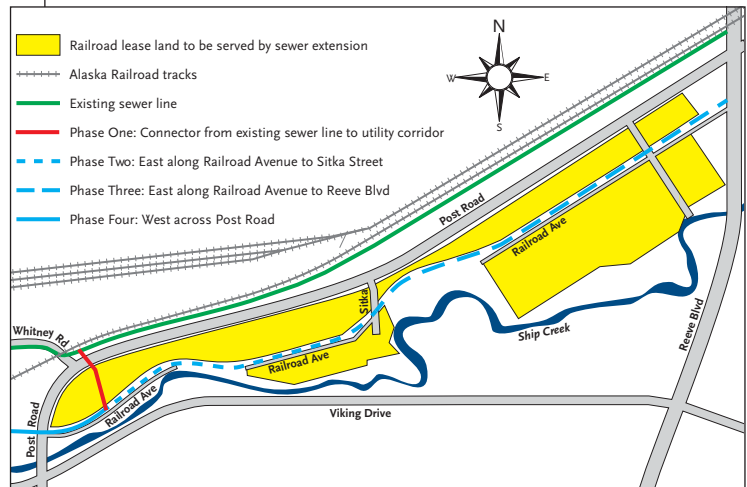 Railroad lease land to be served by sewer extension
Alaska Railroad tracks
Existing sewer line
Phase One: Connector from existing sewer line to utility corridor
Phase Two: East along Railroad Avenue to Sitka Street
Phase Three: East along Railroad Avenue to Reeve Blvd
Phase Four: West across Post Road
N
W
E
S
Post Road
Railroad Ave
Sitka
Whitney Rd
Ship Creek
Reeve Blvd
Railroad Ave
Railroad Ave
Post Road
Viking Drive